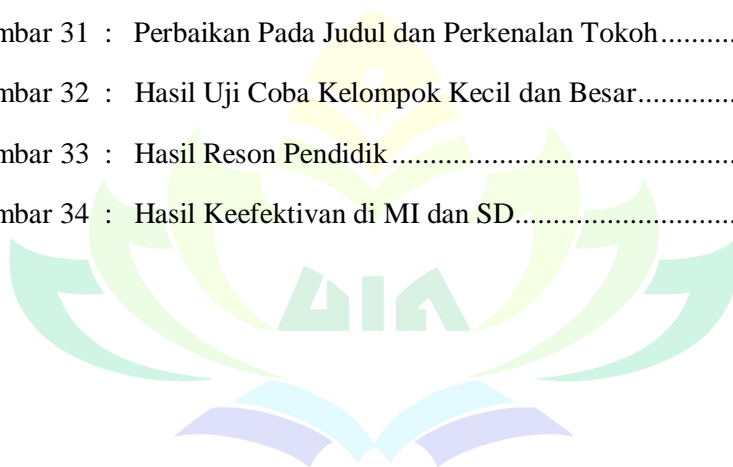 mbar 31 : Perbaikan Pada Judul dan Perkenalan Tokoh..........
mbar 32 : Hasil Uji Coba Kelompok Kecil dan Besar.............
mbar 33 : Hasil Reson Pendidik............................................
mbar 34 : Hasil Keefektivan di MI dan SD............................
UIN